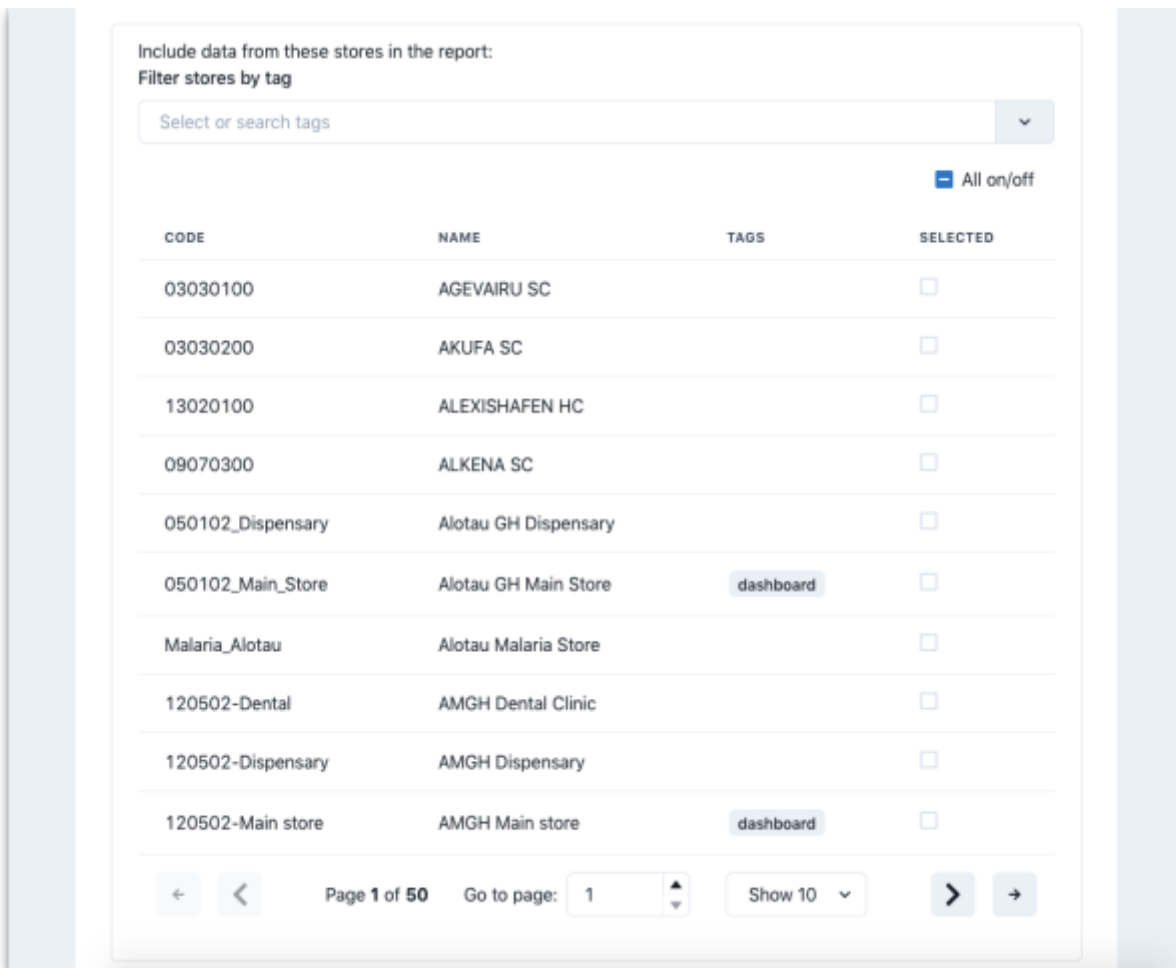 Include data from these stores in the report:
Filter stores by tag
Select or search tags
All on/off
CODE NAME TAGS SELECTED
03030100 AGEVAIRU SC
03030200 AKUFA SC
13020100 ALEXISHAFEN HC
09070300 ALKENA SC
050102_Dispensary Alotau GH Dispensary
050102_Main_Store Alotau GH Main Store dashboard
Malaria_Alotau Alotau Malaria Store
120502-Dental AMGH Dental Clinic
120502-Dispensary AMGH Dispensary
120502-Main store AMGH Main store dashboard
Page 1 of 50 Go to page: 1 Show 10